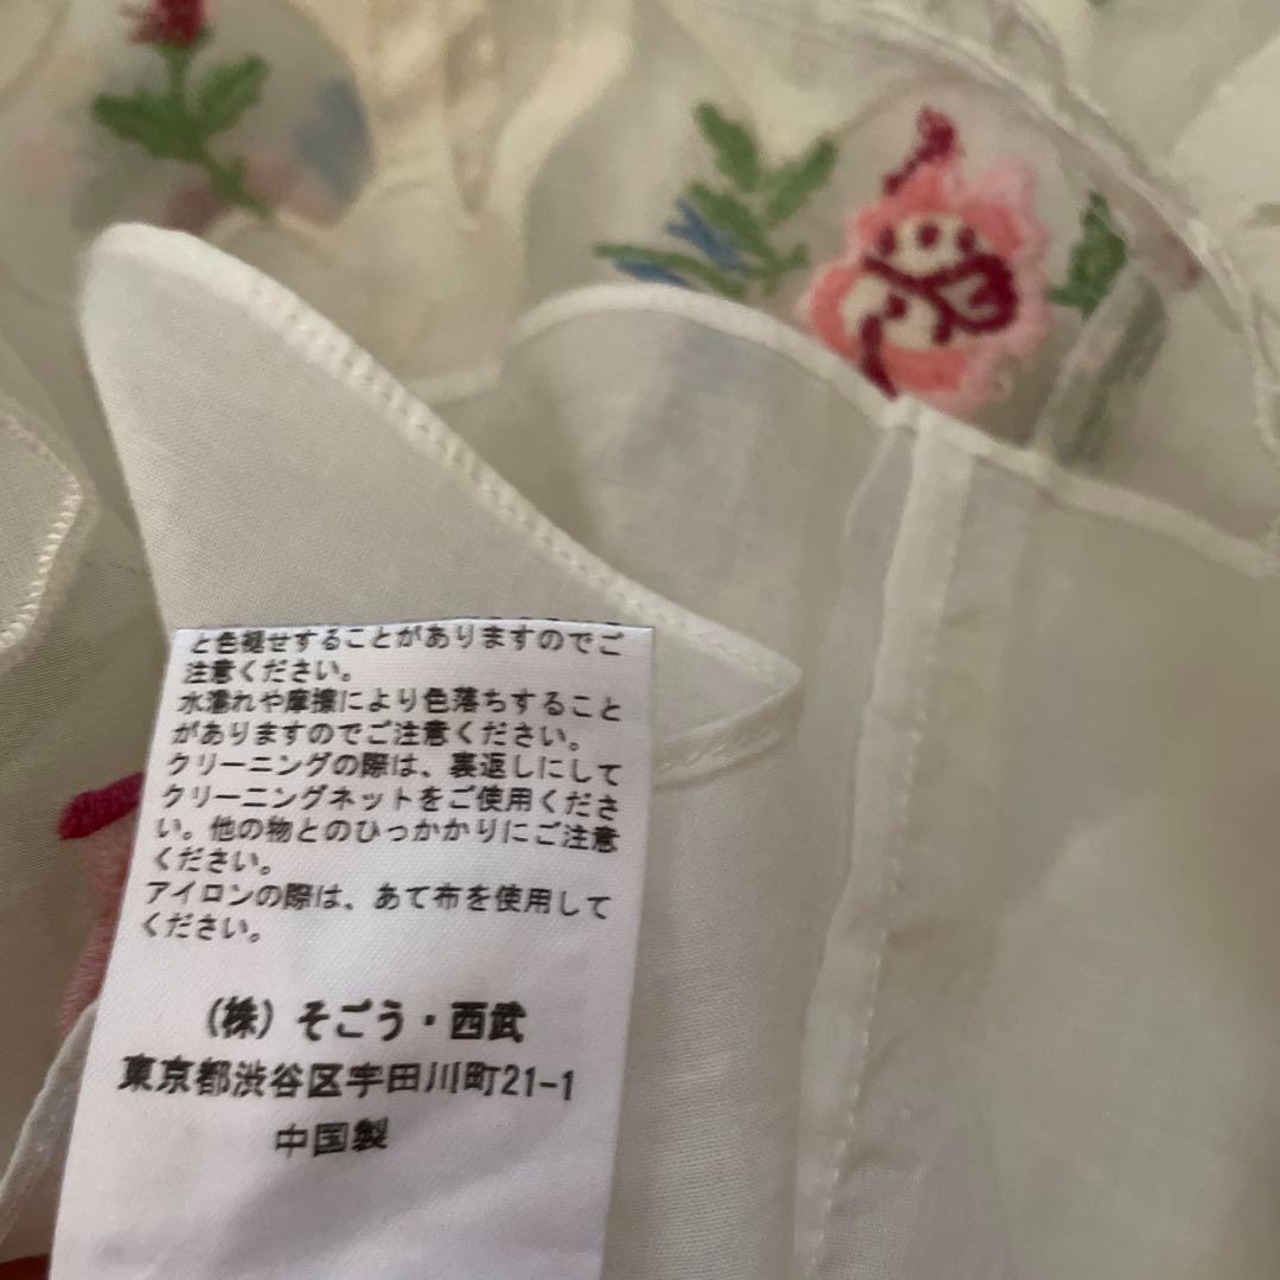 と色褪せすることがありますのでご
注意ください。
水濡れや摩擦により色落ちすること
がありますのでご注意ください。
クリーニングの際は、裏返しにして
クリーニングネットをご使用くださ
い。他の物とのひっかかりにご注意
ください。
アイロンの際は、あて布を使用して
ください。
(株)そごう・西武
東京都渋谷区宇田川町21-1
中国製